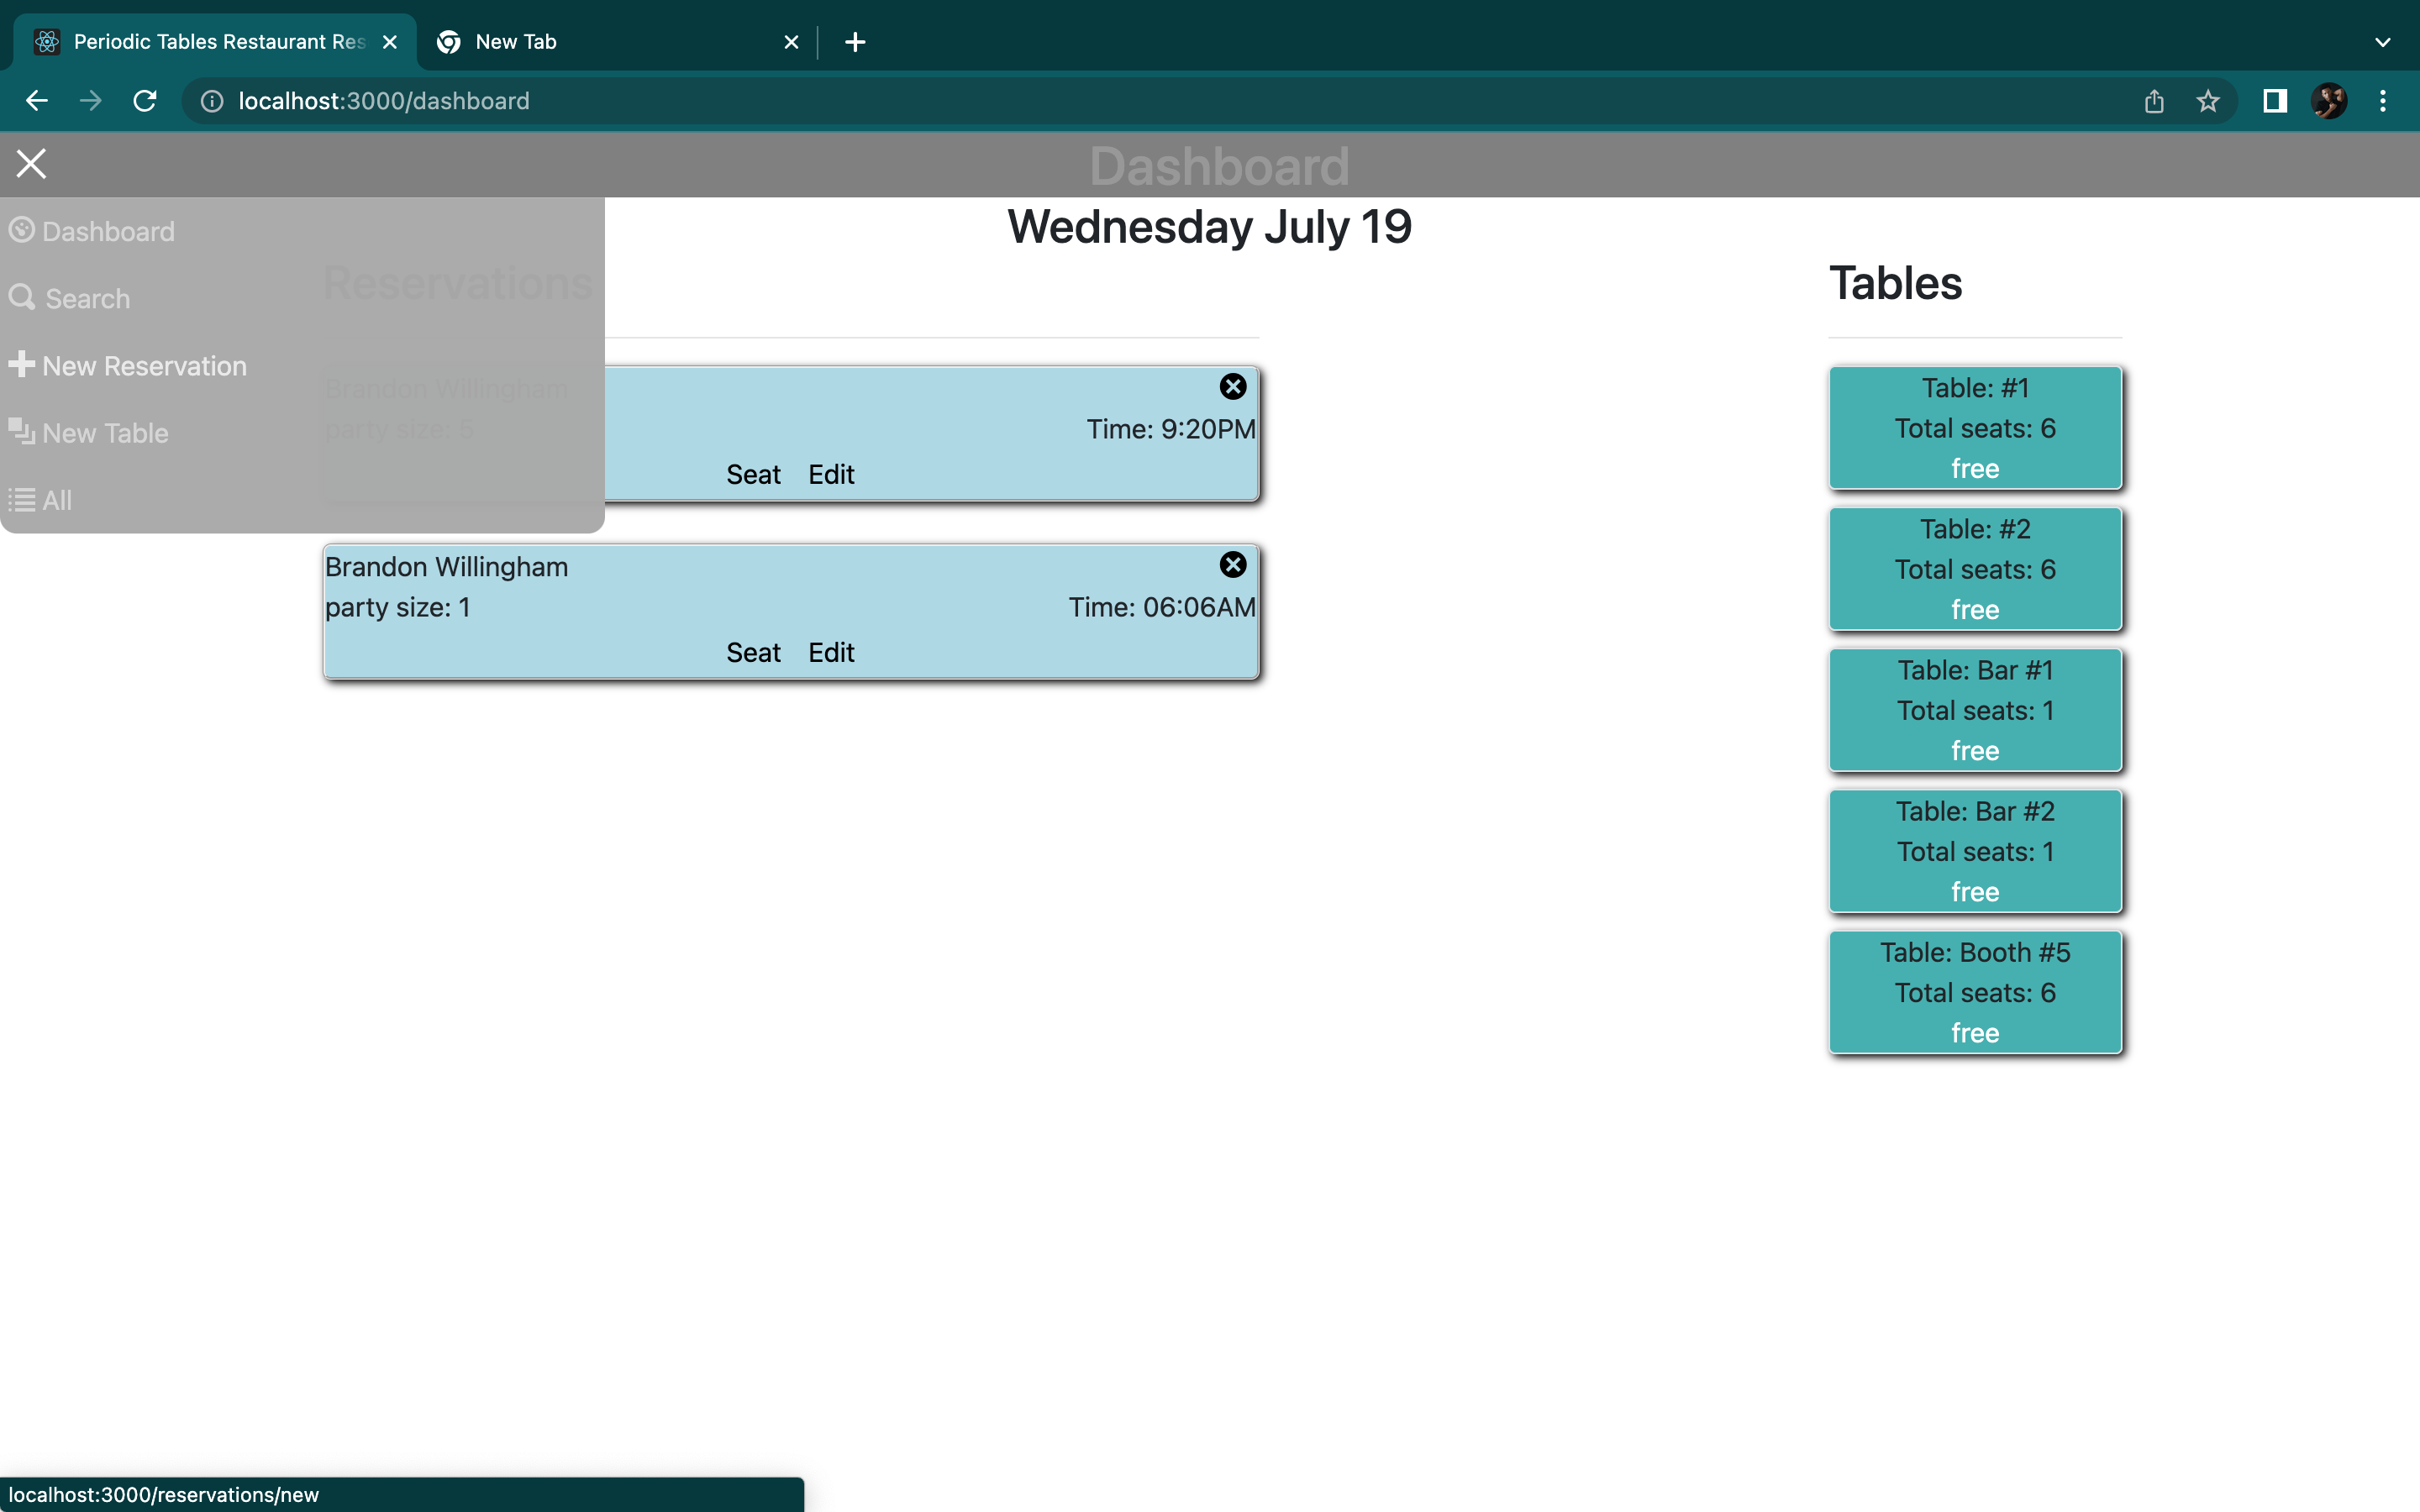 Periodic Tables Restaurant Res
New Tab
localhost:3000/dashboard
Dashboard
Wednesday July 19
Dashboard
Search
New Reservation
New Table
All
Reservations
Brandon Willingham
party size: 5
Time: 9:20PM
Seat Edit
Brandon Willingham
party size: 1
Time: 06:06AM
Seat Edit
Tables
Table: #1
Total seats: 6
free
Table: #2
Total seats: 6
free
Table: Bar #1
Total seats: 1
free
Table: Bar #2
Total seats: 1
free
Table: Booth #5
Total seats: 6
free
localhost:3000/reservations/new